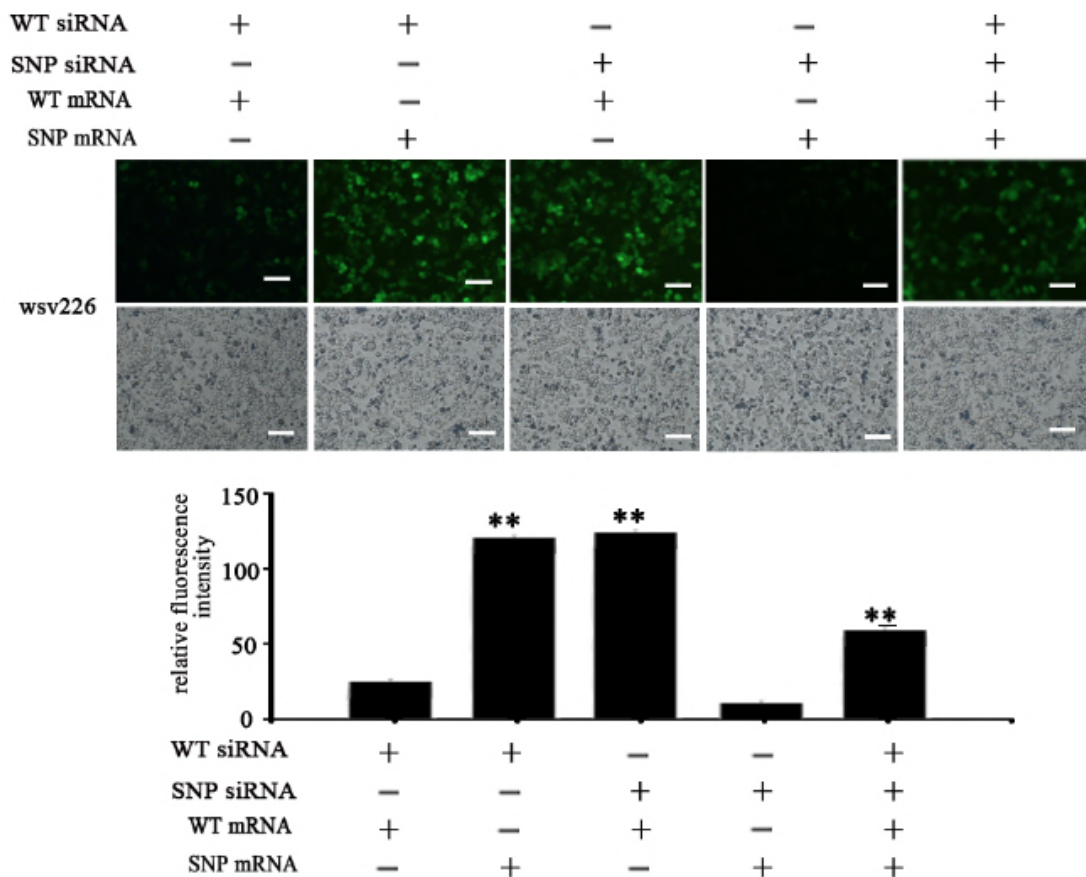 WT siRNA + + − − +
SNP siRNA − − + + +
WT mRNA + − + − +
SNP mRNA − + − + +
wsv226
relative fluorescence
intensity
150
100
50
0
** ** **
WT siRNA + + − − +
SNP siRNA − − + + +
WT mRNA + − + − +
SNP mRNA − + − + +